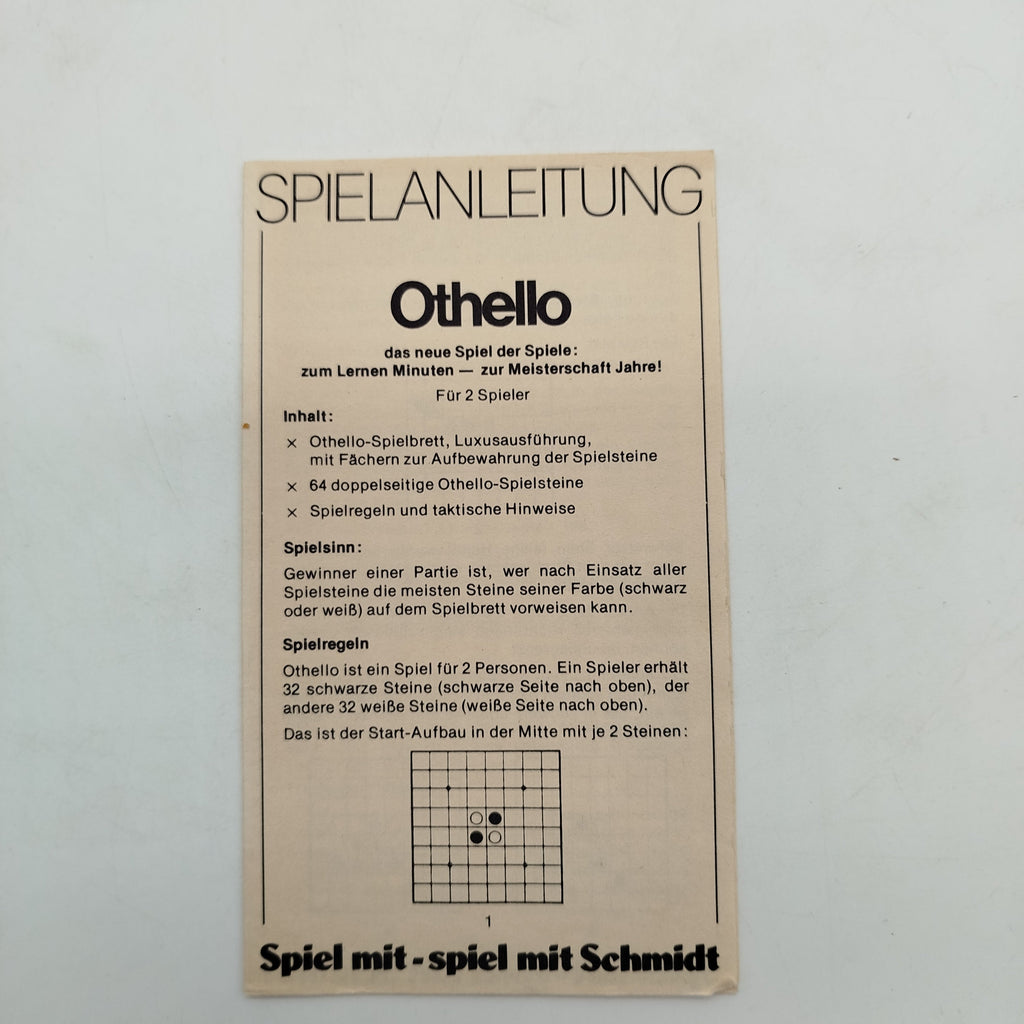 SPIELANLEITUNG
Othello
das neue Spiel der Spiele:
zum Lernen Minuten — zur Meisterschaft Jahre!
Für 2 Spieler
Inhalt:
× Othello-Spielbrett, Luxusausführung,
mit Fächern zur Aufbewahrung der Spielsteine
× 64 doppelseitige Othello-Spielsteine
× Spielregeln und taktische Hinweise
Spielsinn:
Gewinner einer Partie ist, wer nach Einsatz aller
Spielsteine die meisten Steine seiner Farbe (schwarz
oder weiß) auf dem Spielbrett vorweisen kann.
Spielregeln
Othello ist ein Spiel für 2 Personen. Ein Spieler erhält
32 schwarze Steine (schwarze Seite nach oben), der
andere 32 weiße Steine (weiße Seite nach oben).
Das ist der Start-Aufbau in der Mitte mit je 2 Steinen:
1
Spiel mit - spiel mit Schmidt